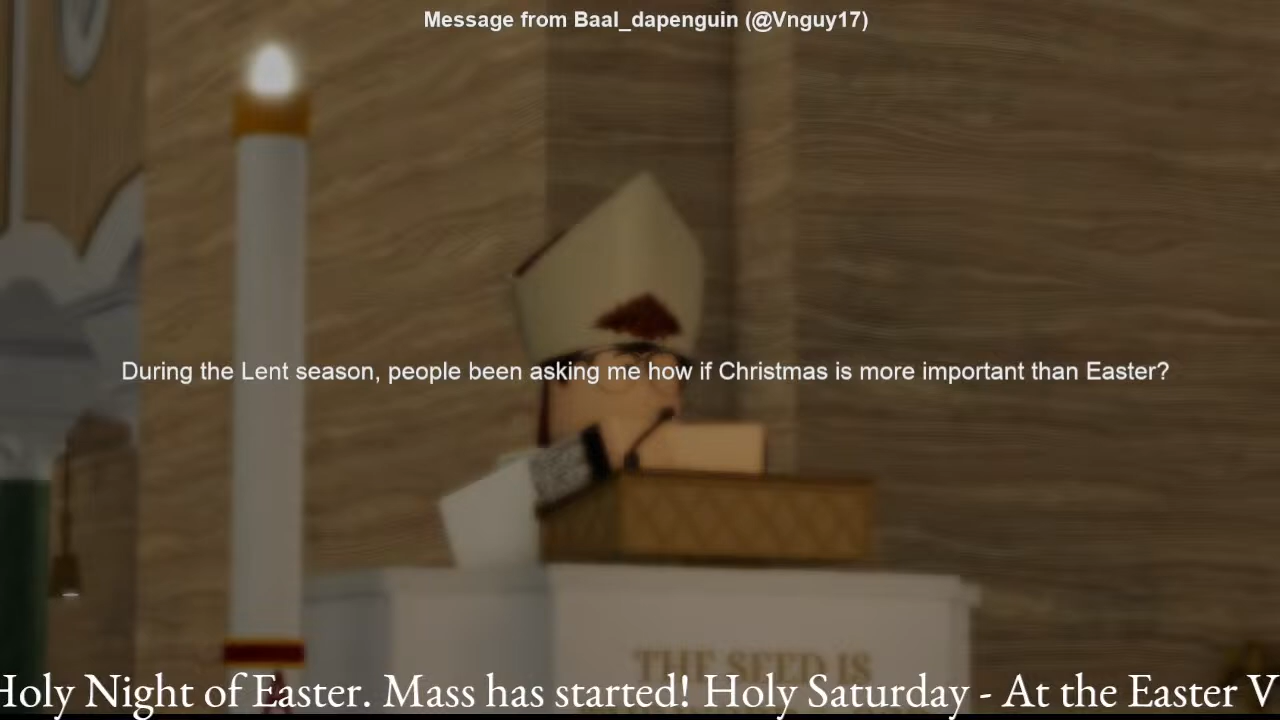 Message from Baal_dapenguin (@Vnguy17)
During the Lent season, people been asking me how if Christmas is more important than Easter?
THE SEED IS
Holy Night of Easter. Mass has started! Holy Saturday - At the Easter V